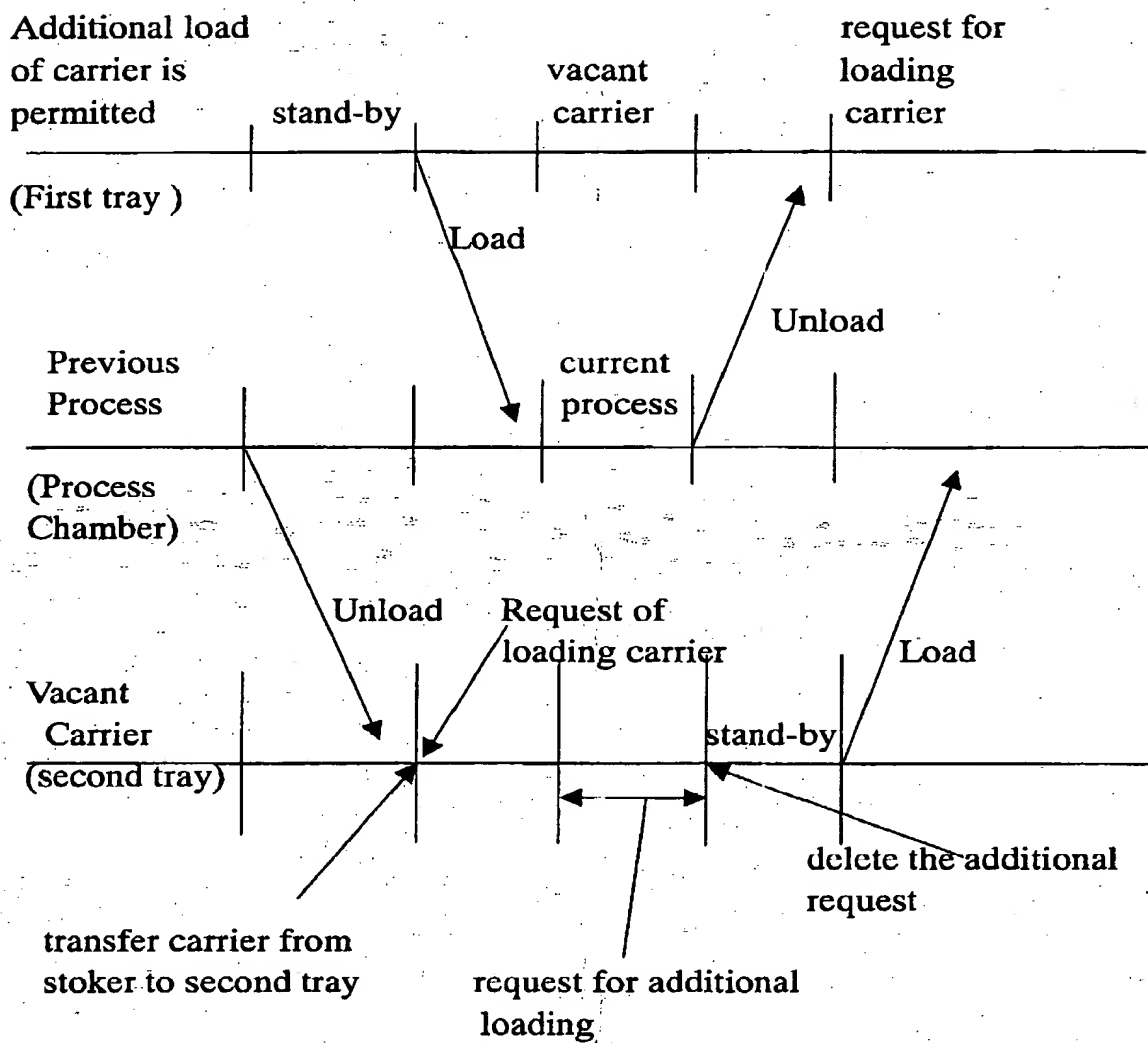 Additional load
of carrier is
permitted
stand-by
vacant
carrier
request for
loading
carrier
(First tray )
Load
Unload
Previous
Process
current
process
(Process
Chamber)
Unload
Request of
loading carrier
Load
Vacant
Carrier
(second tray)
stand-by
delete the additional
request
transfer carrier from
stoker to second tray
request for additional
loading